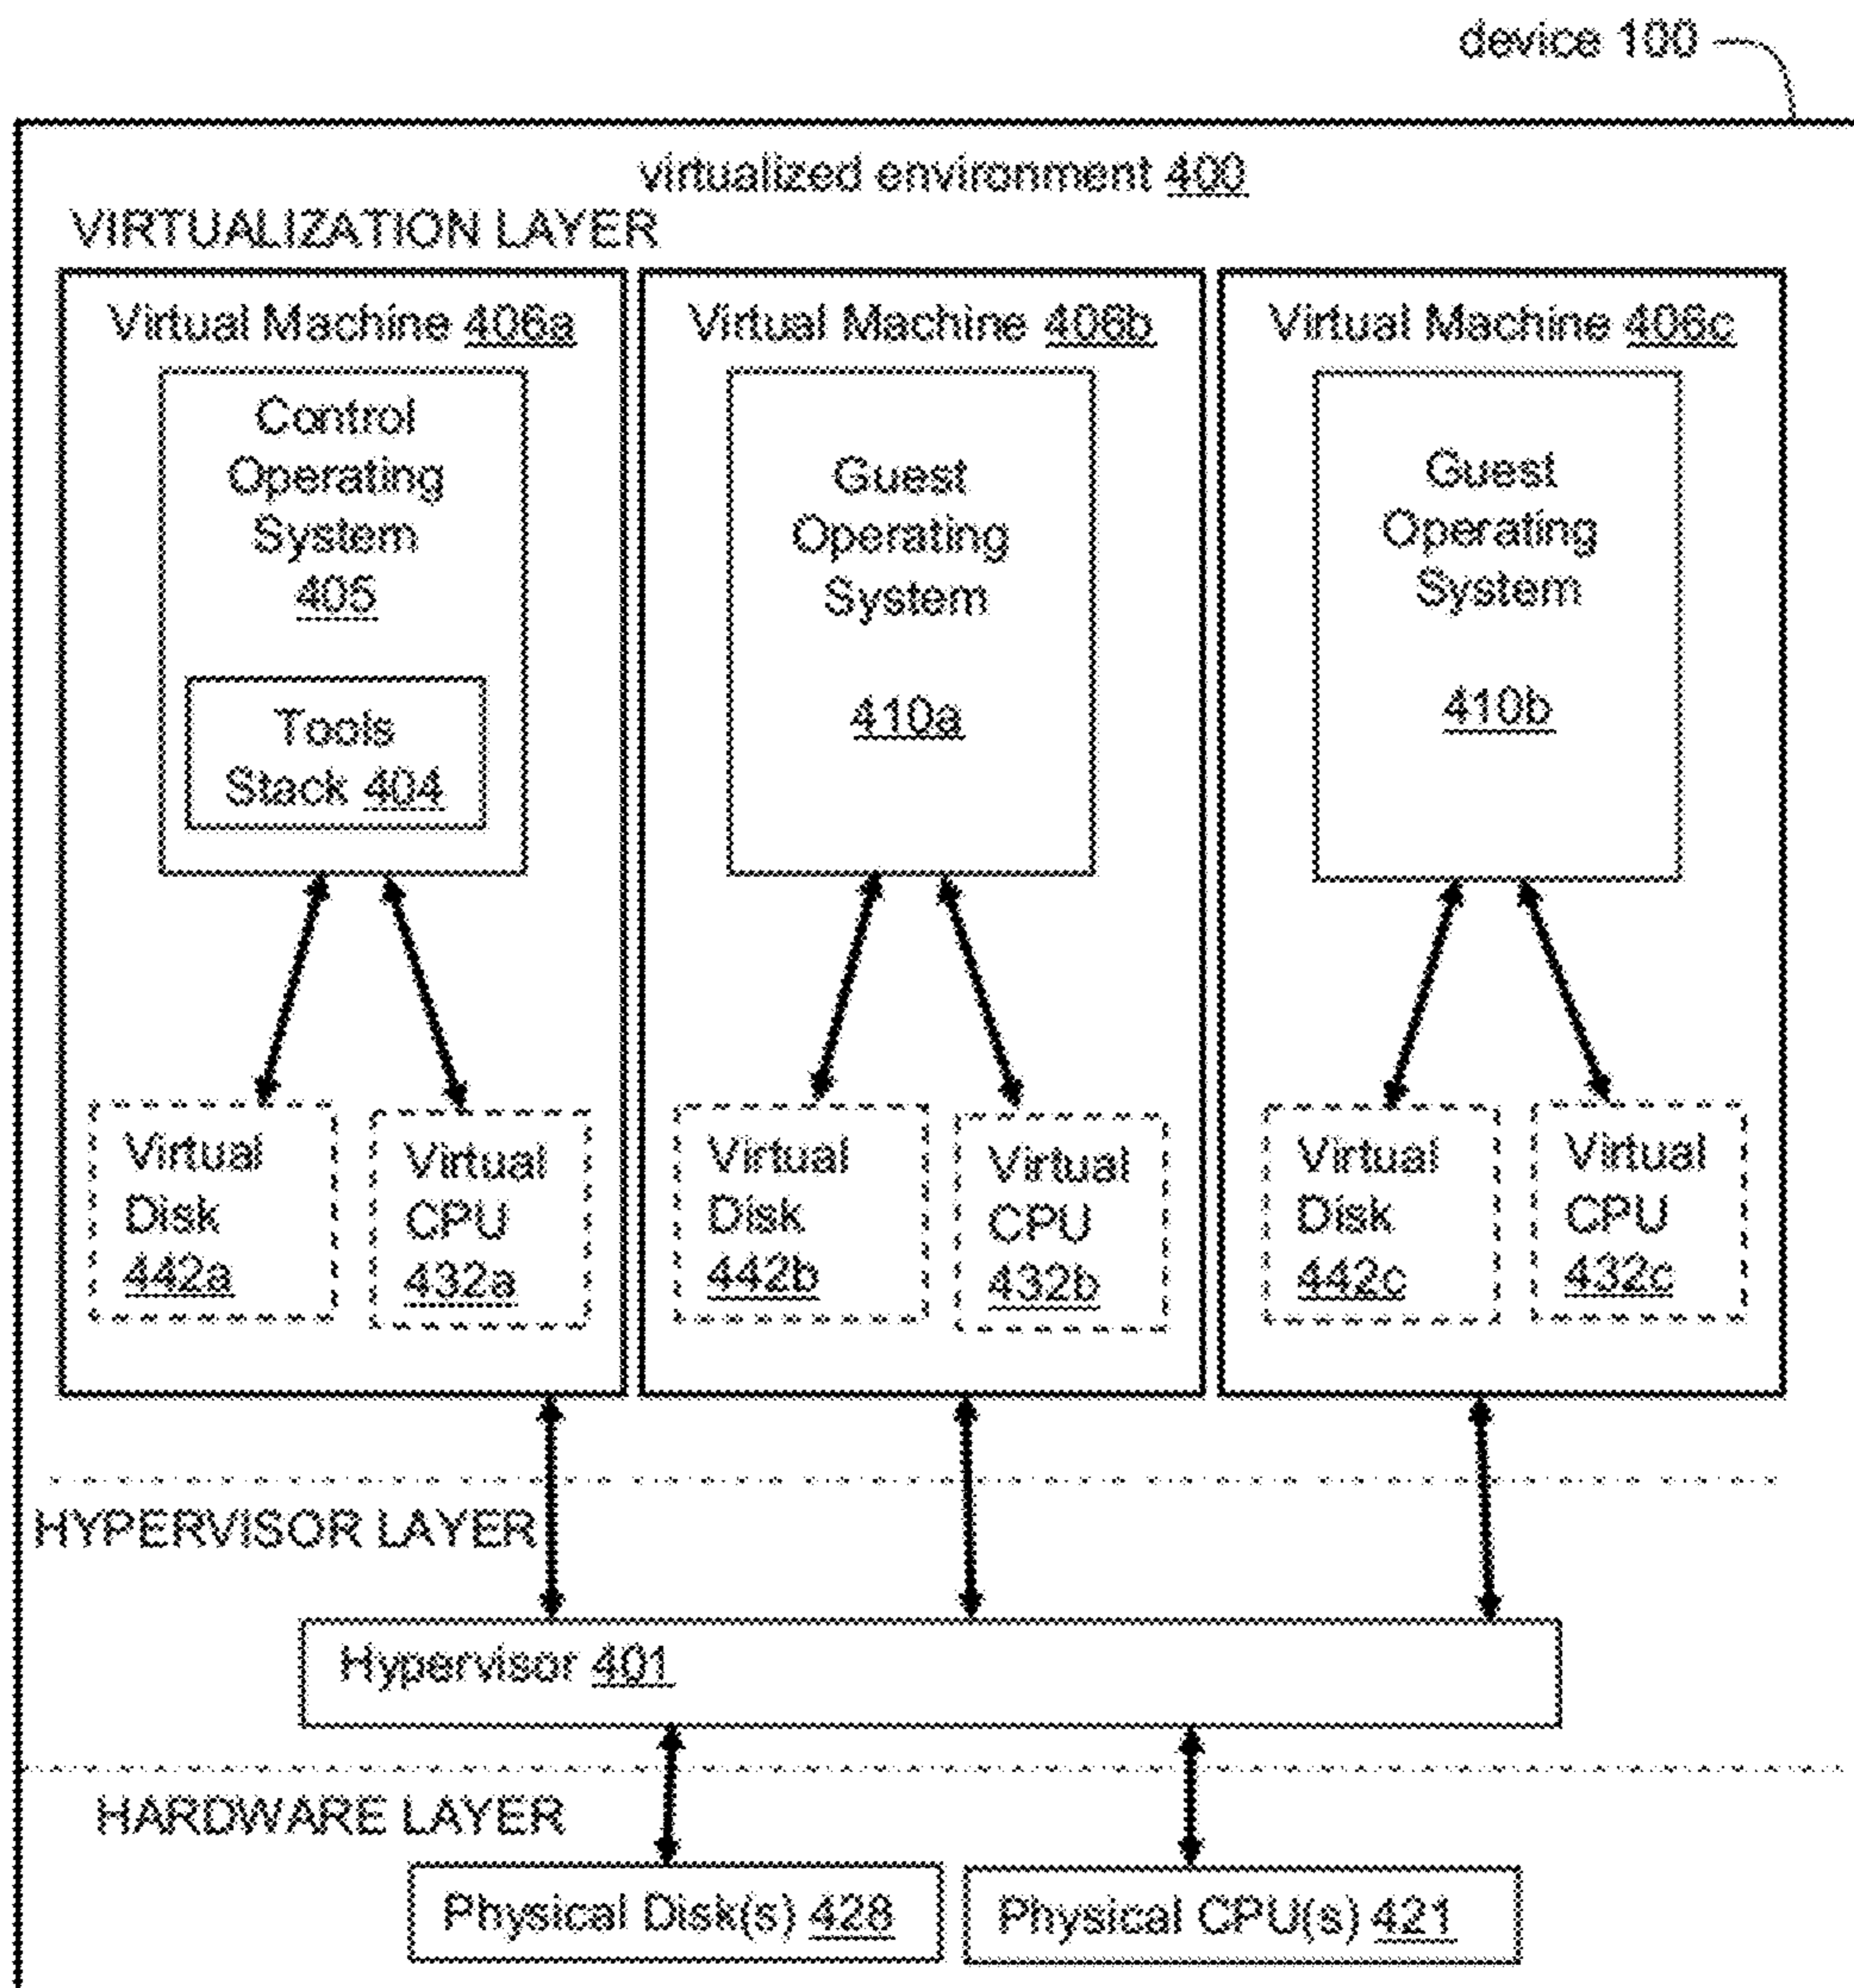 device 100
virtualized environment 400
VIRTUALIZATION LAYER
Virtual Machine 406a
Control
Operating
System
405
Tools
Stack 404
Virtual
Disk
442a
Virtual
CPU
432a
Virtual Machine 406b
Guest
Operating
System
410a
Virtual
Disk
442b
Virtual
CPU
432b
Virtual Machine 406c
Guest
Operating
System
410b
Virtual
Disk
442c
Virtual
CPU
432c
HYPERVISOR LAYER
Hypervisor 401
HARDWARE LAYER
Physical Disk(s) 428
Physical CPU(s) 421